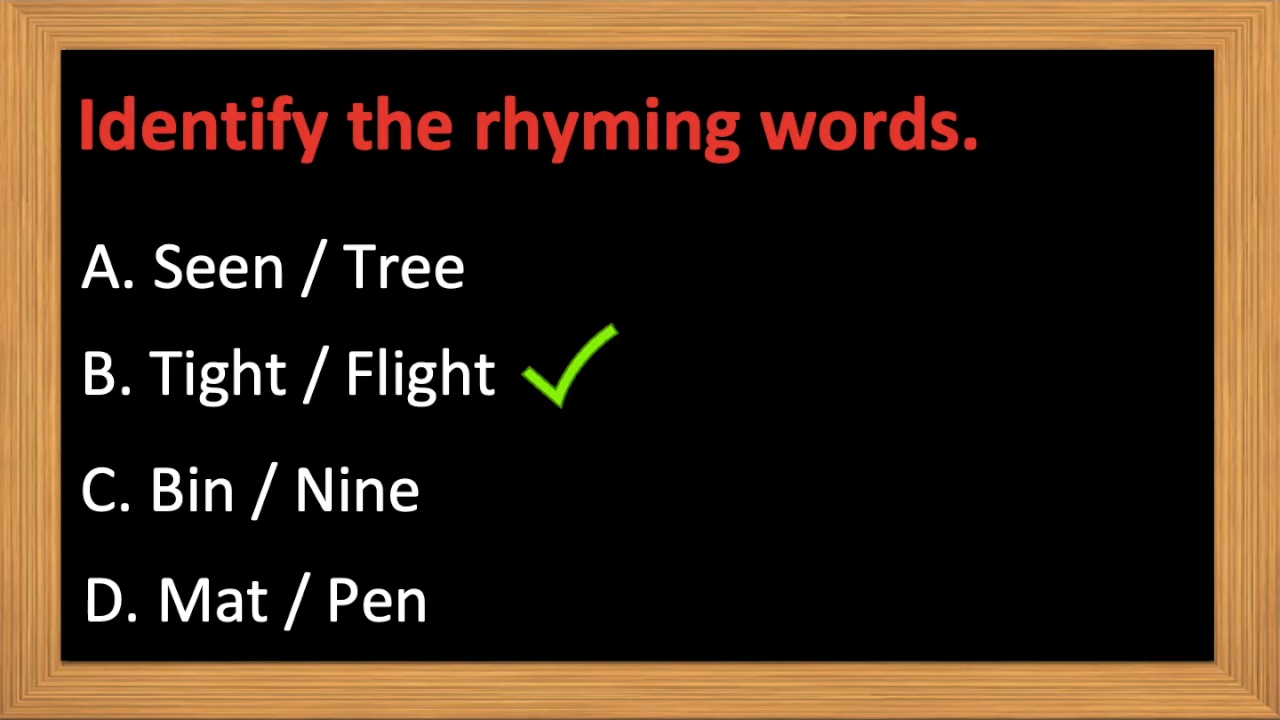 Identify the rhyming words.
A. Seen / Tree
B. Tight / Flight
C. Bin / Nine
D. Mat / Pen